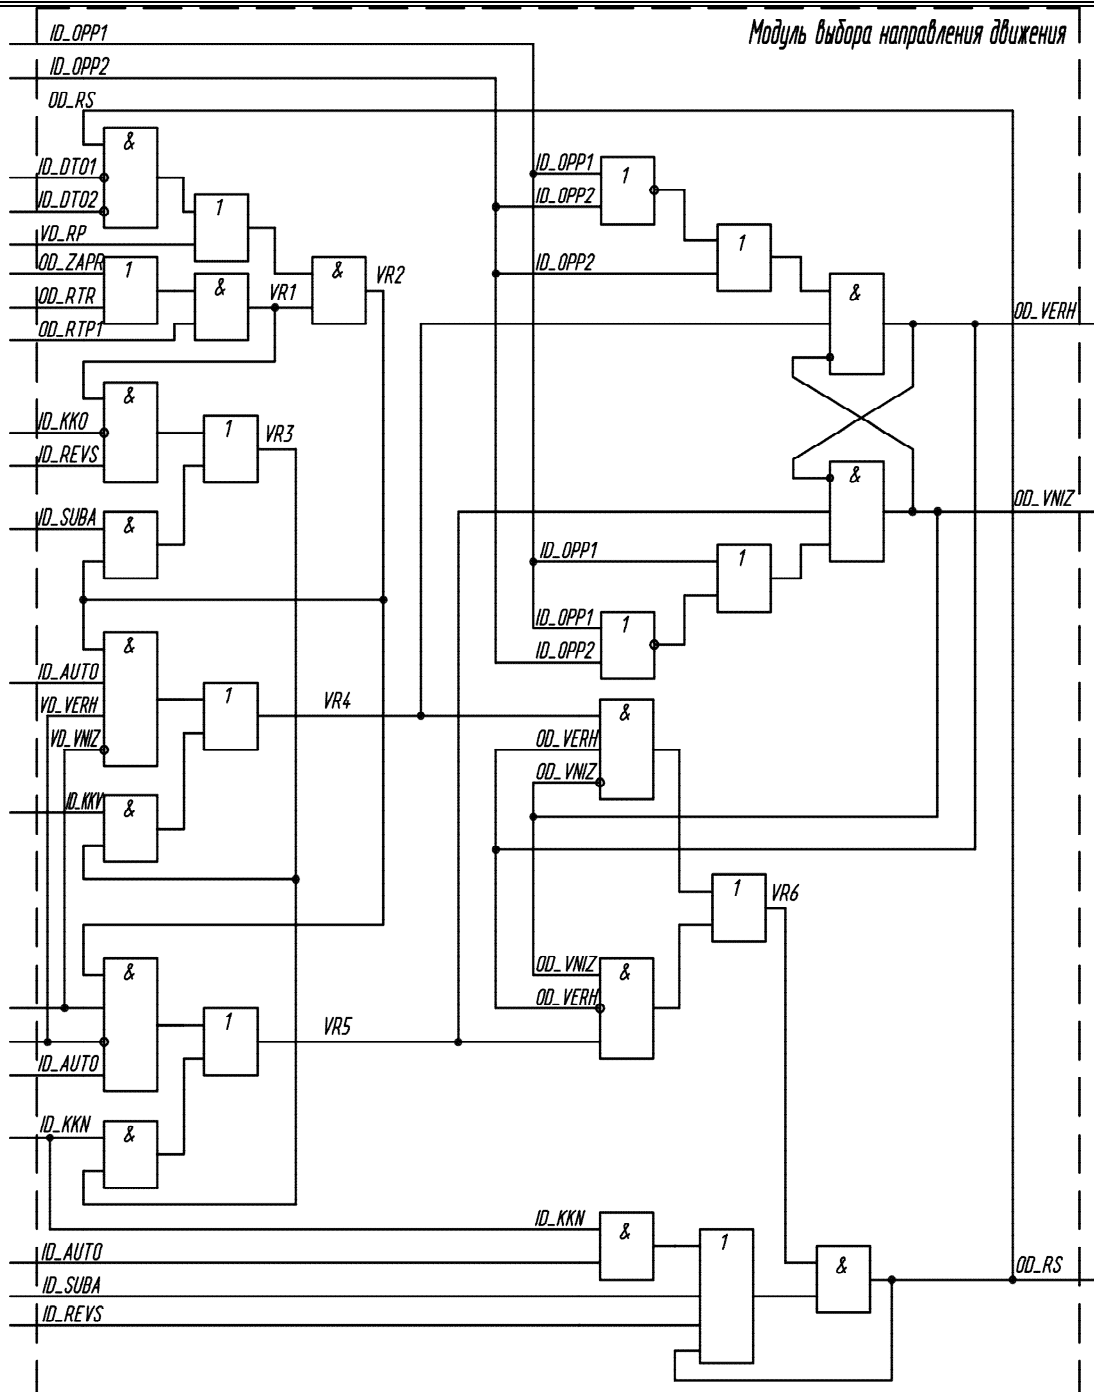 Модуль выбора направления движения
ID_OPP1
ID_OPP2
OD_RS
&
ID_DTO1
ID_DTO2
1
VD_RP
OD_ZAPR
1
OD_RTR
&
VR1
&
VR2
OD_RTP1
ID_OPP1
1
ID_OPP2
1
ID_OPP2
&
OD_VERH
&
ID_KKO
1
VR3
ID_REVS
&
OD_VNIZ
ID_SUBA
&
ID_OPP1
1
ID_OPP1
1
ID_OPP2
&
ID_AUTO
VD_VERH
1
VR4
VD_VNIZ
&
OD_VERH
OD_VNIZ
ID_KKV
&
1
VR6
&
OD_VNIZ
&
OD_VERH
1
VR5
ID_AUTO
ID_KKN
&
ID_KKN
&
1
ID_AUTO
&
OD_RS
ID_SUBA
ID_REVS